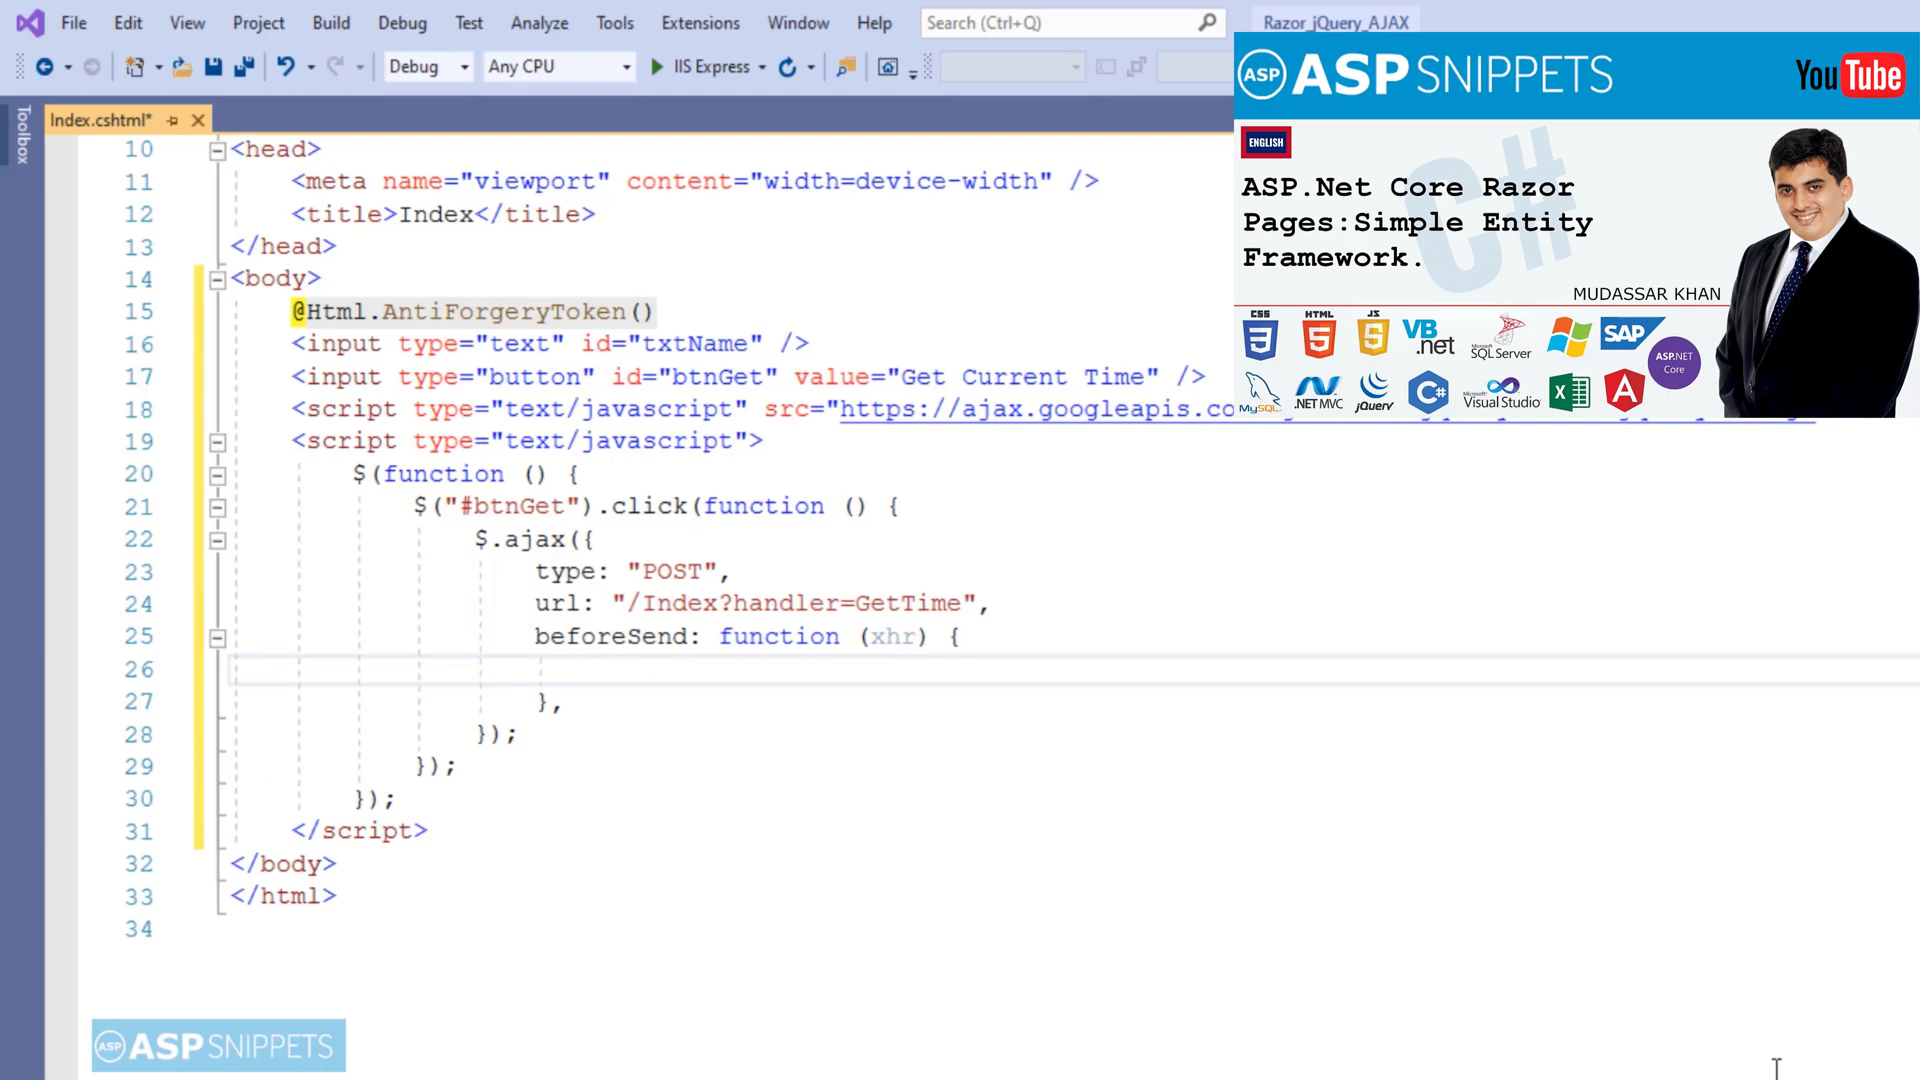 File Edit View Project Build Debug Test Analyze Tools Extensions Window Help Search (Ctrl+Q) Razor_jQuery_AJAX
Debug Any CPU IIS Express
Toolbox
Index.cshtml*
10 <head>
11 <meta name="viewport" content="width=device-width" />
12 <title>Index</title>
13 </head>
14 <body>
15 @Html.AntiForgeryToken()
16 <input type="text" id="txtName" />
17 <input type="button" id="btnGet" value="Get Current Time" />
18 <script type="text/javascript" src="https://ajax.googleapis.co
19 <script type="text/javascript">
20 $(function () {
21 $("#btnGet").click(function () {
22 $.ajax({
23 type: "POST",
24 url: "/Index?handler=GetTime",
25 beforeSend: function (xhr) {
26
27 },
28 });
29 });
30 });
31 </script>
32 </body>
33 </html>
34
ASP ASPSNIPPETS YouTube
ENGLISH
C#
ASP.Net Core Razor
Pages:Simple Entity
Framework.
MUDASSAR KHAN
CSS 3 HTML 5 JS VB.net Microsoft SQL Server SAP ASP.NET Core
MySQL .NET MVC jQuery C# Microsoft Visual Studio X A
ASP ASPSNIPPETS